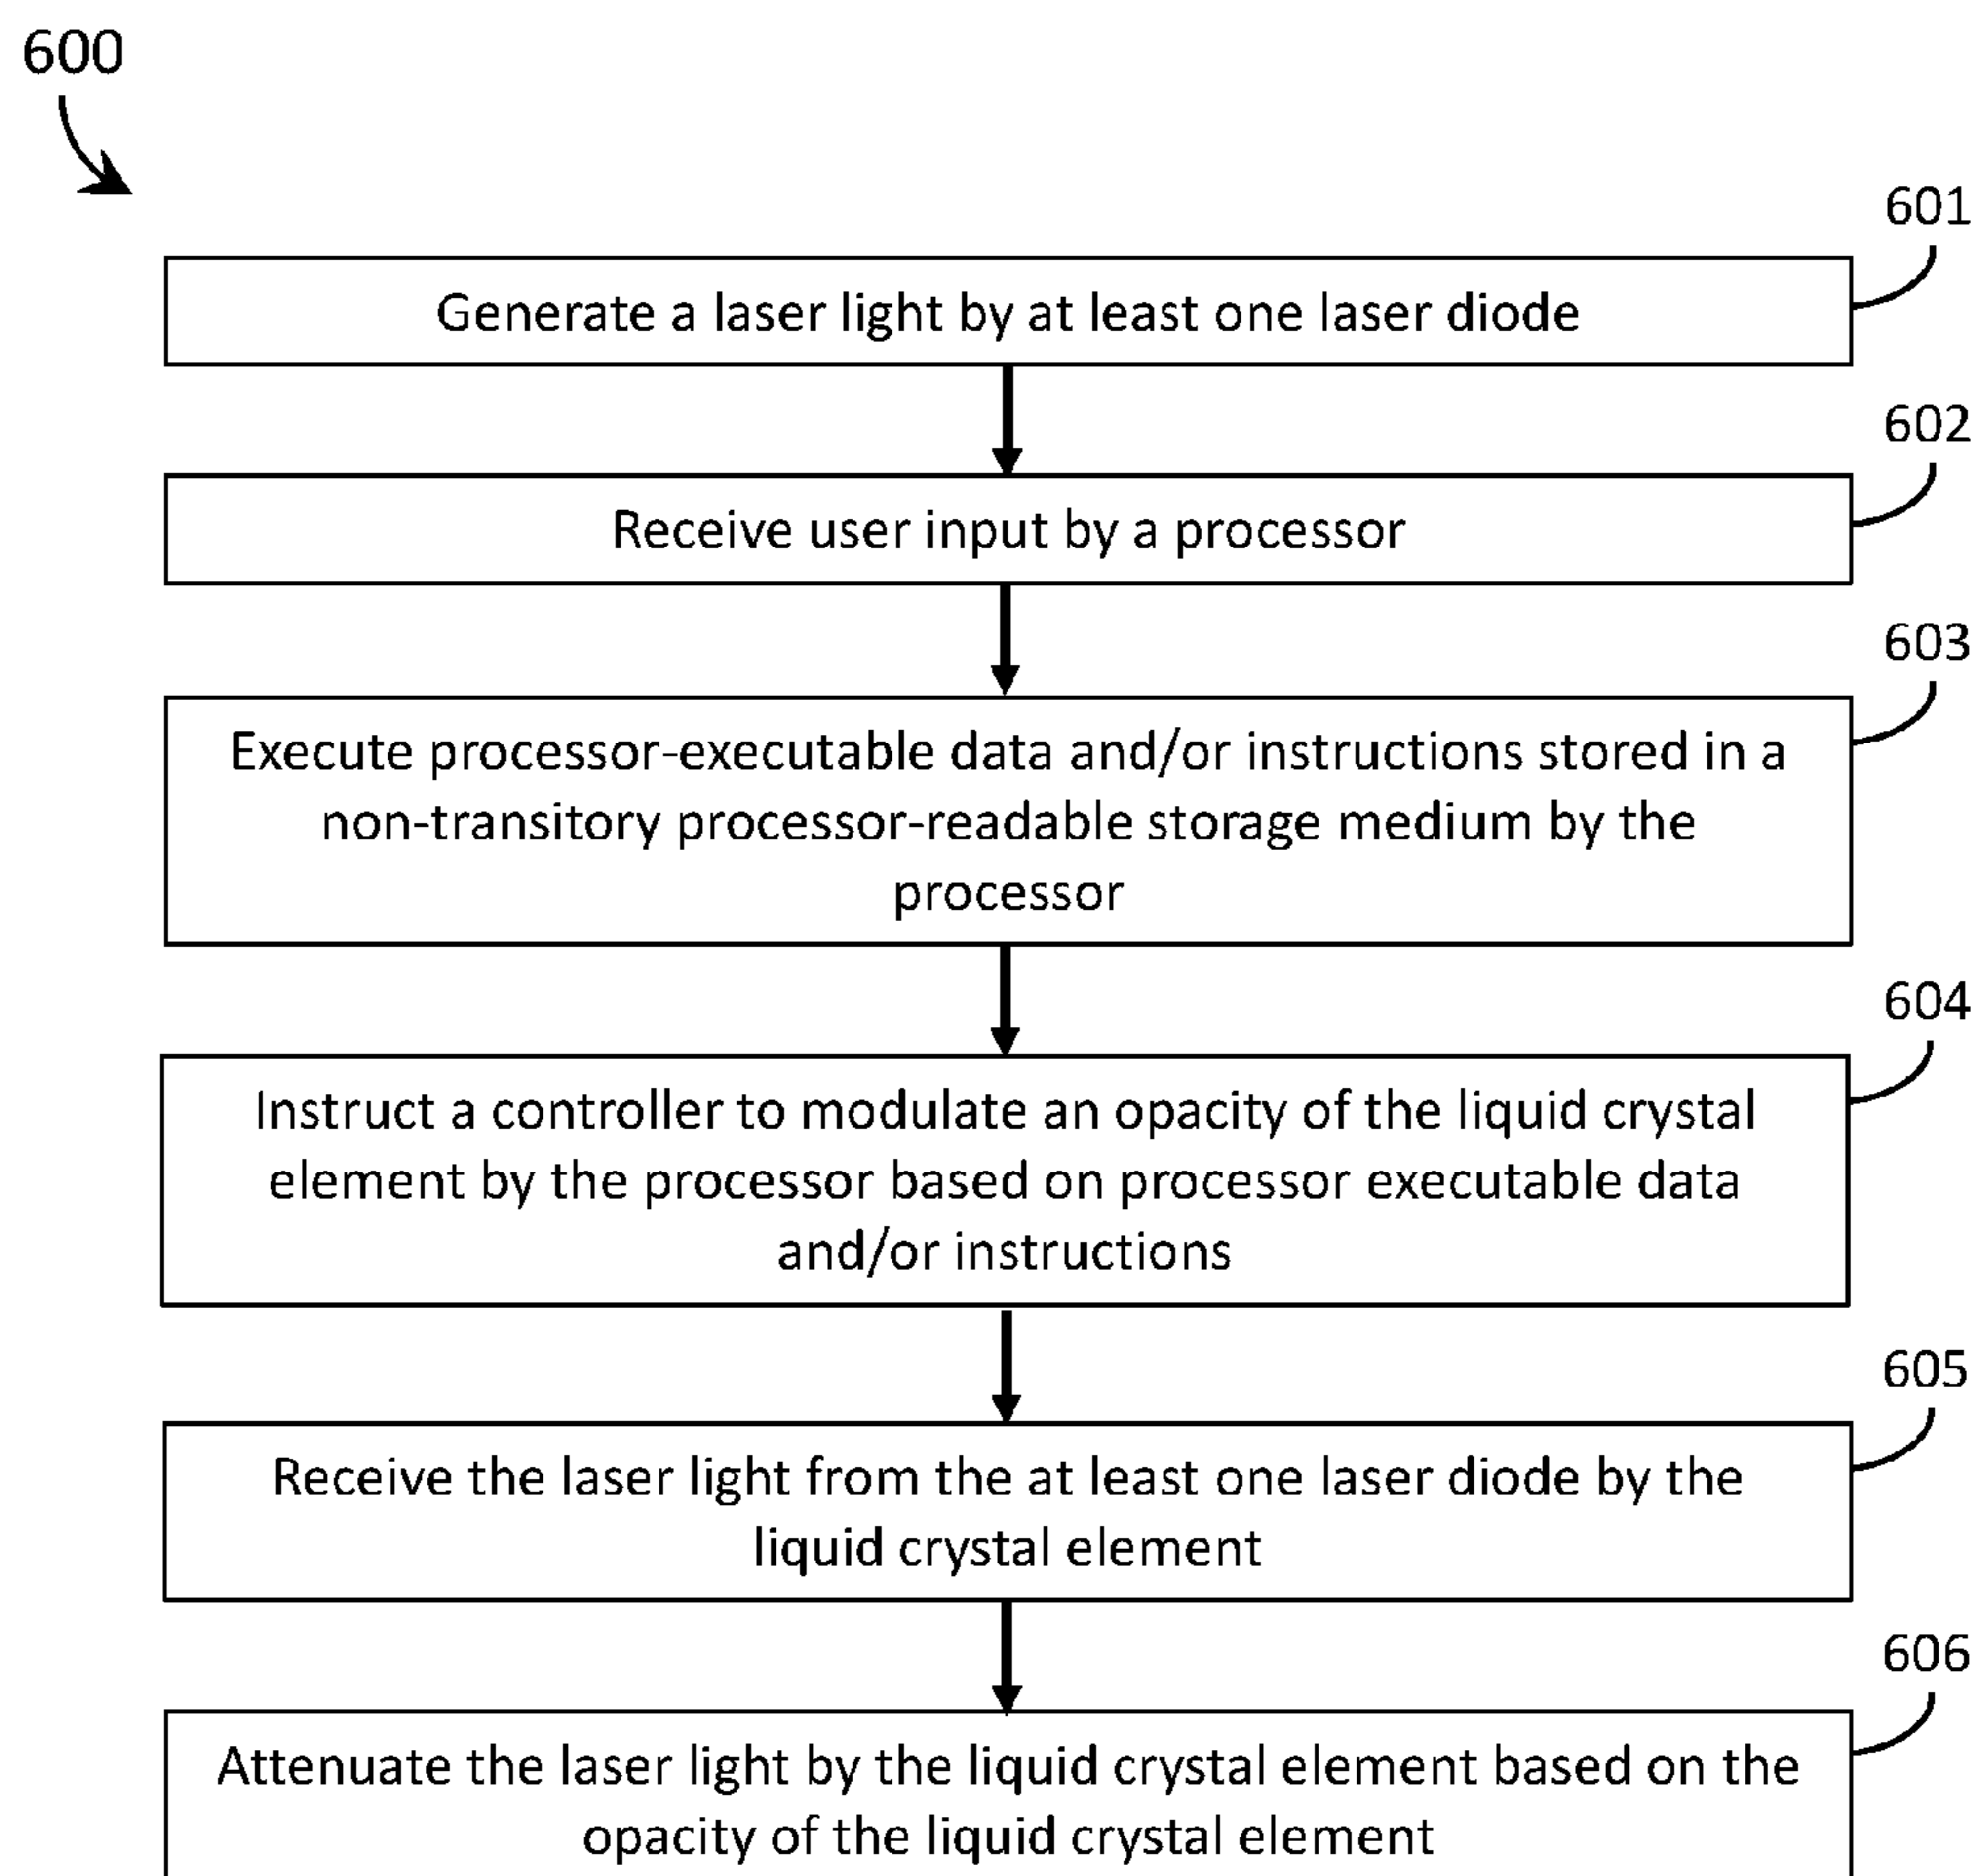 600
601
Generate a laser light by at least one laser diode
602
Receive user input by a processor
603
Execute processor-executable data and/or instructions stored in a
non-transitory processor-readable storage medium by the
processor
604
Instruct a controller to modulate an opacity of the liquid crystal
element by the processor based on processor executable data
and/or instructions
605
Receive the laser light from the at least one laser diode by the
liquid crystal element
606
Attenuate the laser light by the liquid crystal element based on the
opacity of the liquid crystal element